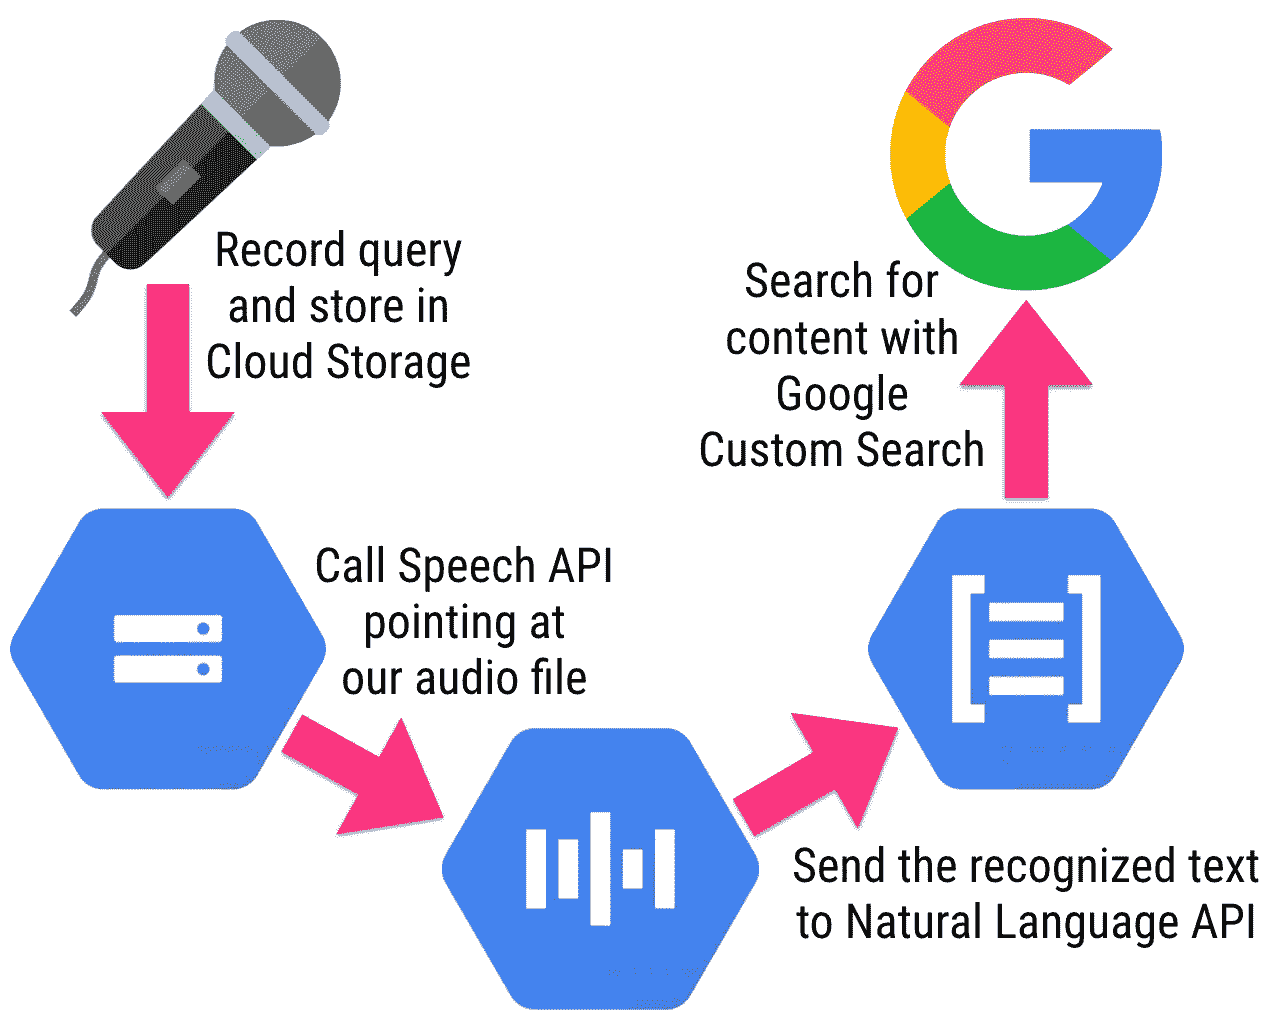 Record query
and store in
Cloud Storage
Call Speech API
pointing at
our audio file
Send the recognized text
to Natural Language API
Search for
content with
Google
Custom Search